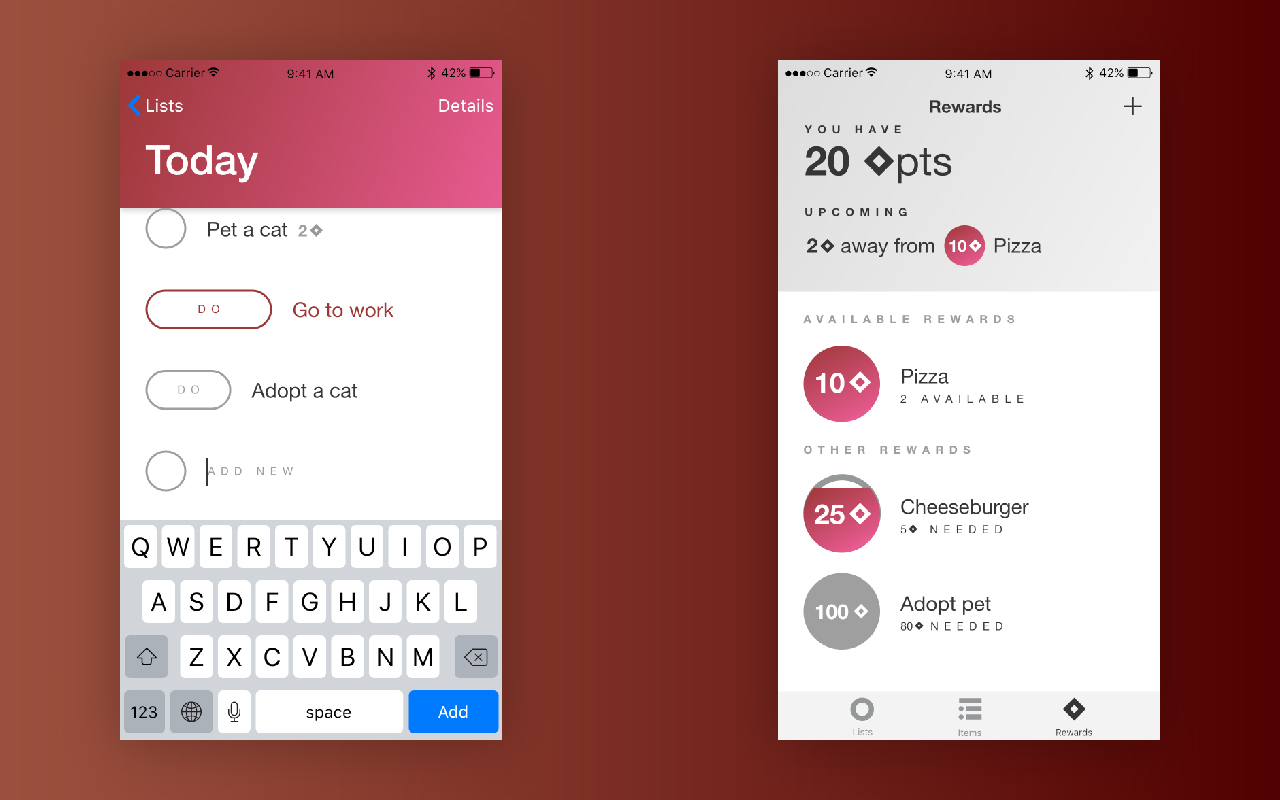 Carrier 9:41 AM 42%
Lists Details
Today
Pet a cat 2
DO Go to work
DO Adopt a cat
ADD NEW
Q W E R T Y U I O P
A S D F G H J K L
Z X C V B N M
123 space Add
Carrier 9:41 AM 42%
Rewards
YOU HAVE
20 pts
UPCOMING
2 away from 10 Pizza
AVAILABLE REWARDS
10 Pizza
2 AVAILABLE
OTHER REWARDS
25 Cheeseburger
5 NEEDED
100 Adopt pet
80 NEEDED
Lists Items Rewards